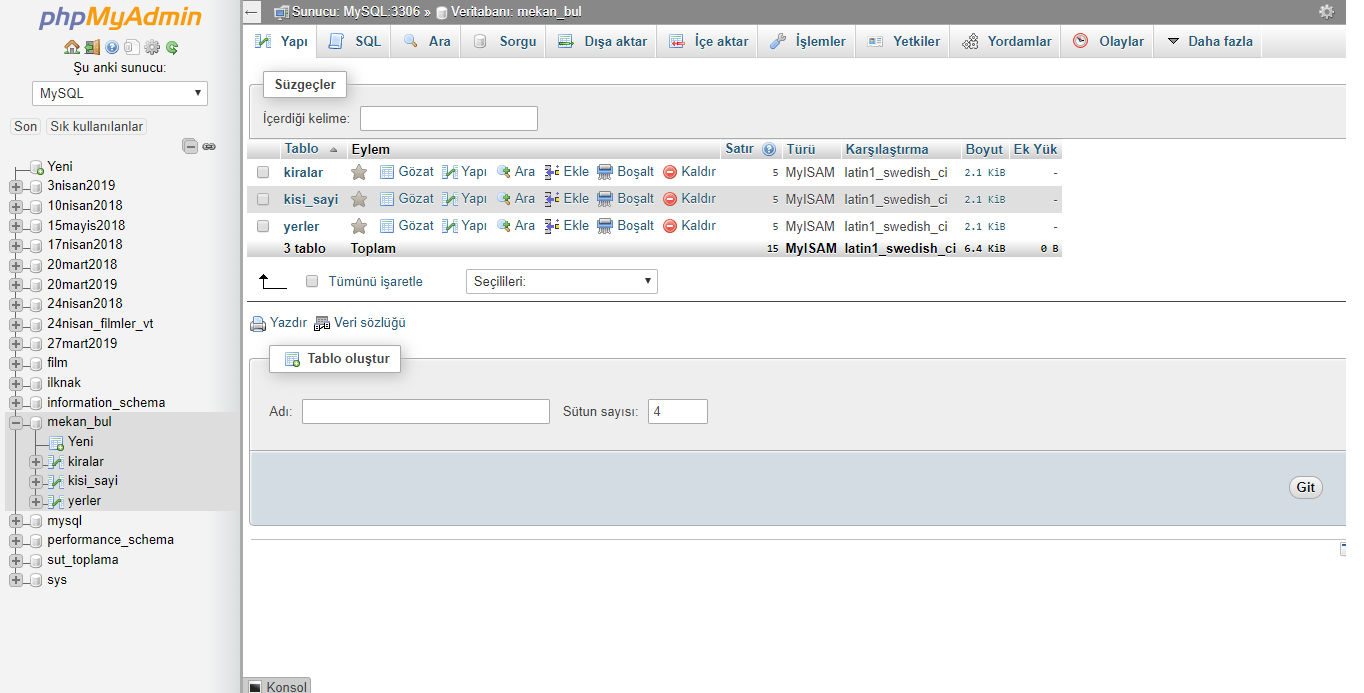 phpMyAdmin
Şu anki sunucu:
MySQL
Son Sık kullanılanlar
Yeni
3nisan2019
10nisan2018
15mayis2018
17nisan2018
20mart2018
20mart2019
24nisan2018
24nisan_filmler_vt
27mart2019
film
ilknak
information_schema
mekan_bul
Yeni
kiralar
kisi_sayi
yerler
mysql
performance_schema
sut_toplama
sys
Sunucu: MySQL:3306 » Veritabanı: mekan_bul
Yapı SQL Ara Sorgu Dışa aktar İçe aktar İşlemler Yetkiler Yordamlar Olaylar Daha fazla
Süzgeçler
İçerdiği kelime:
Tablo Eylem Satır Türü Karşılaştırma Boyut Ek Yük
kiralar Gözat Yapı Ara Ekle Boşalt Kaldır 5 MyISAM latin1_swedish_ci 2.1 KiB -
kisi_sayi Gözat Yapı Ara Ekle Boşalt Kaldır 5 MyISAM latin1_swedish_ci 2.1 KiB -
yerler Gözat Yapı Ara Ekle Boşalt Kaldır 5 MyISAM latin1_swedish_ci 2.1 KiB -
3 tablo Toplam 15 MyISAM latin1_swedish_ci 6.4 KiB 0 B
Tümünü işaretle Seçilileri:
Yazdır Veri sözlüğü
Tablo oluştur
Adı: Sütun sayısı: 4
Git
Konsol